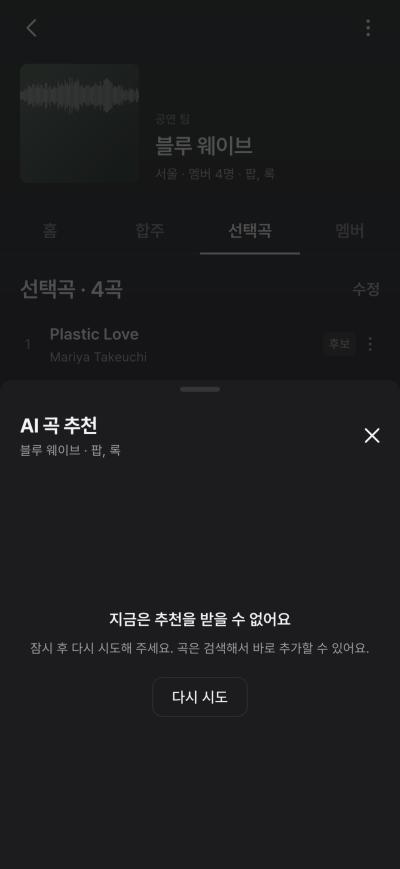 공연 팀
블루 웨이브
서울 · 멤버 4명 · 팝, 록
홈 합주 선택곡 멤버
선택곡 · 4곡 수정
1 Plastic Love 후보
Mariya Takeuchi
AI 곡 추천
블루 웨이브 · 팝, 록
지금은 추천을 받을 수 없어요
잠시 후 다시 시도해 주세요. 곡은 검색해서 바로 추가할 수 있어요.
다시 시도